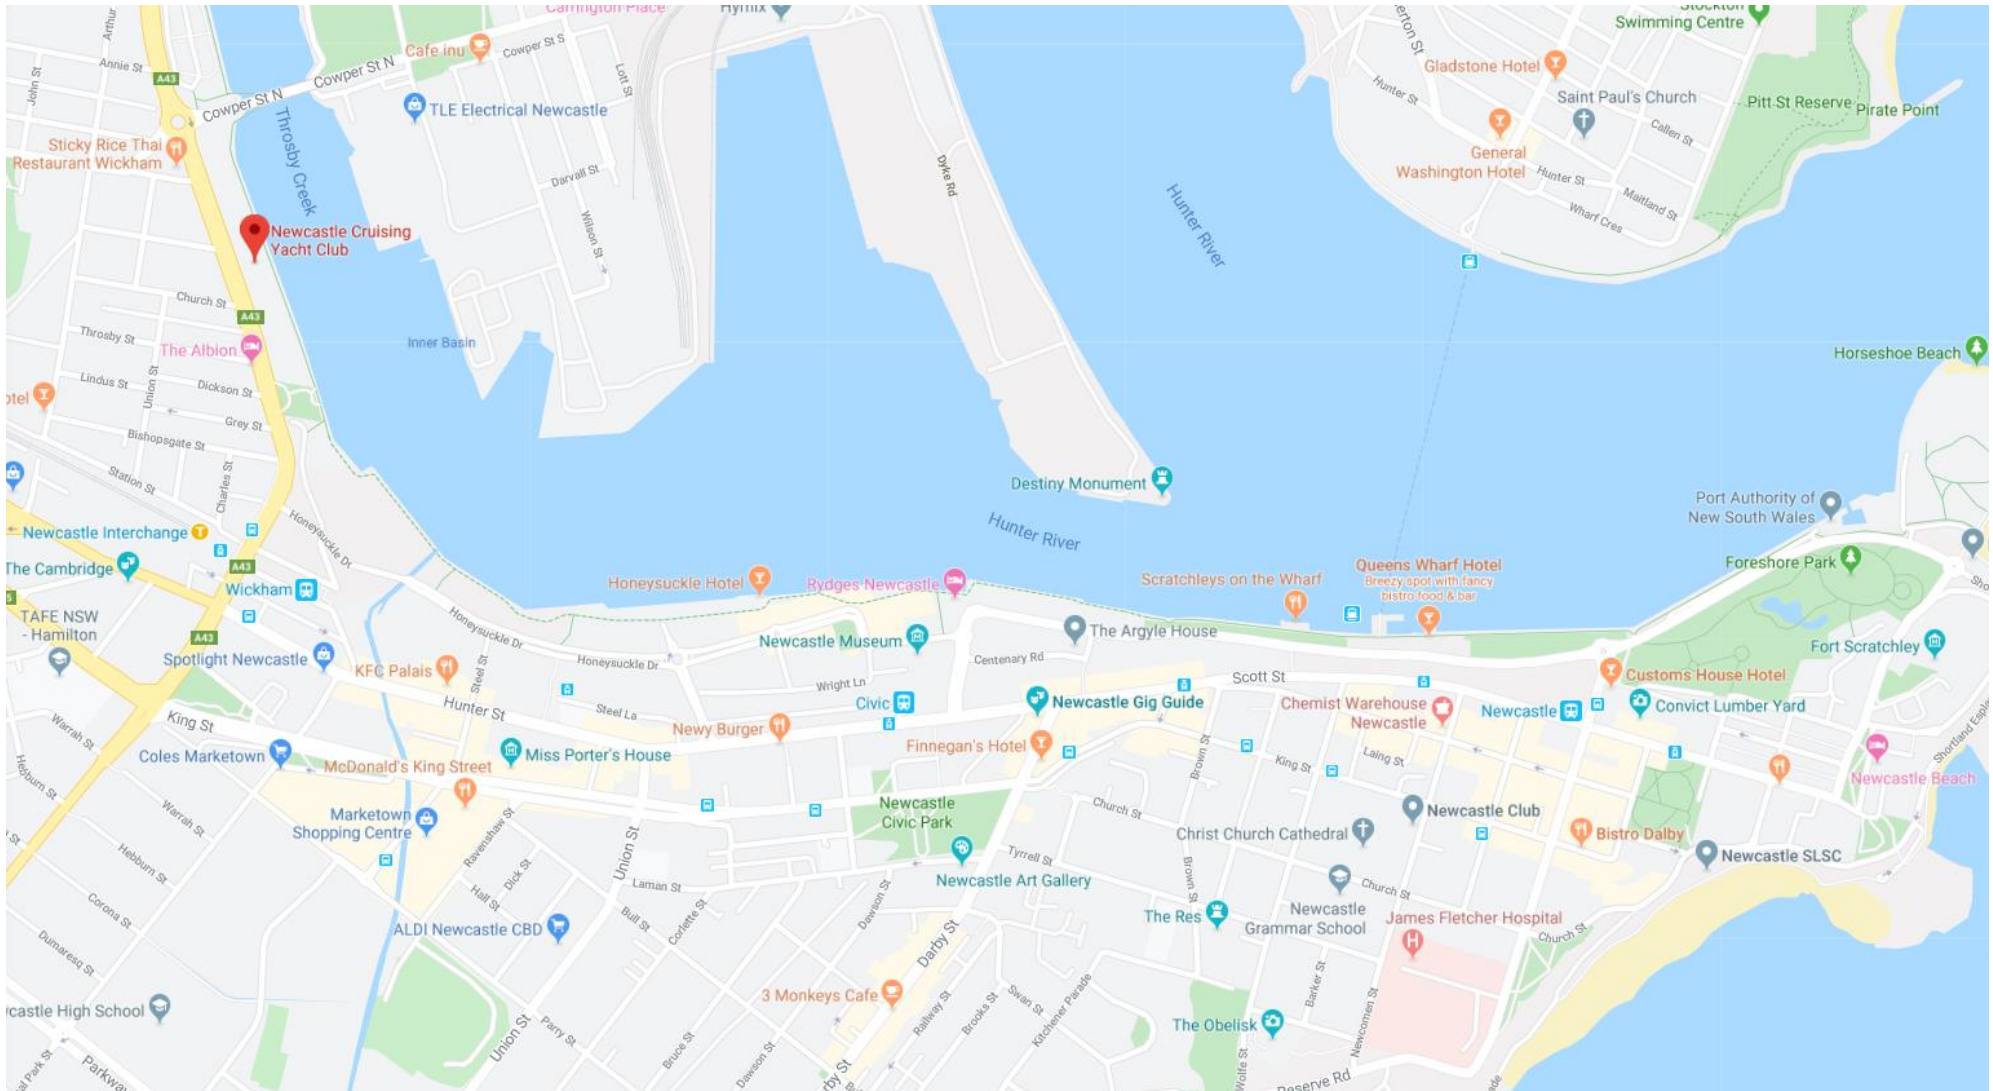 Carrington Place
Hymix
Stockton
Swimming Centre
Arthur
Annie St
John St
A43
Cafe inu
Cowper St S
Cowper St N
Cowper St N
Lott St
TLE Electrical Newcastle
Throsby Creek
Sticky Rice Thai
Restaurant Wickham
Darvall St
Wilson St
Dyke Rd
Hunter River
Gladstone Hotel
Hunter St
Saint Paul's Church
Pitt St Reserve
Pirate Point
Callen St
General
Washington Hotel
Hunter St
Maitland St
Wharf Cres
Newcastle Cruising
Yacht Club
Church St
A43
Throsby St
The Albion
Inner Basin
Horseshoe Beach
Lindus St
Union St
Dickson St
Grey St
Bishopsgate St
Station St
Charles St
Destiny Monument
Hunter River
Port Authority of
New South Wales
Newcastle Interchange
Honeysuckle Dr
The Cambridge
A43
Wickham
Honeysuckle Hotel
Rydges Newcastle
Scratchleys on the Wharf
Queens Wharf Hotel
Breezy spot with fancy
bistro food & bar
Foreshore Park
TAFE NSW
- Hamilton
A43
Honeysuckle Dr
Newcastle Museum
The Argyle House
Fort Scratchley
Spotlight Newcastle
KFC Palais
Steel St
Honeysuckle Dr
Centenary Rd
Wright Ln
Scott St
Customs House Hotel
King St
Hunter St
Steel La
Civic
Newcastle Gig Guide
Chemist Warehouse
Newcastle
Newcastle
Convict Lumber Yard
Warrah St
Newy Burger
Finnegan's Hotel
Brown St
Shortland Espla
Coles Marketown
Miss Porter's House
King St
Laing St
McDonald's King Street
Hebburn St
Newcastle Beach
Warrah St
Marketown
Shopping Centre
Ravenshaw St
Newcastle
Civic Park
Church St
Newcastle Club
Christ Church Cathedral
Bistro Dalby
Hebburn St
Union St
Tyrrell St
Newcastle SLSC
Dick St
Hall St
Laman St
Newcastle Art Gallery
Brown St
Church St
Corona St
Bull St
Corlette St
Dawson St
The Res
Newcastle
Grammar School
James Fletcher Hospital
ALDI Newcastle CBD
Darby St
Church St
Dumaresq St
3 Monkeys Cafe
Railway St
Brooks St
Swan St
Kitchener Parade
Barker St
castle High School
Union St
Parry St
Bruce St
The Obelisk
Newcomen St
Dawson St
Wolfe St
Reserve Rd
Parkway